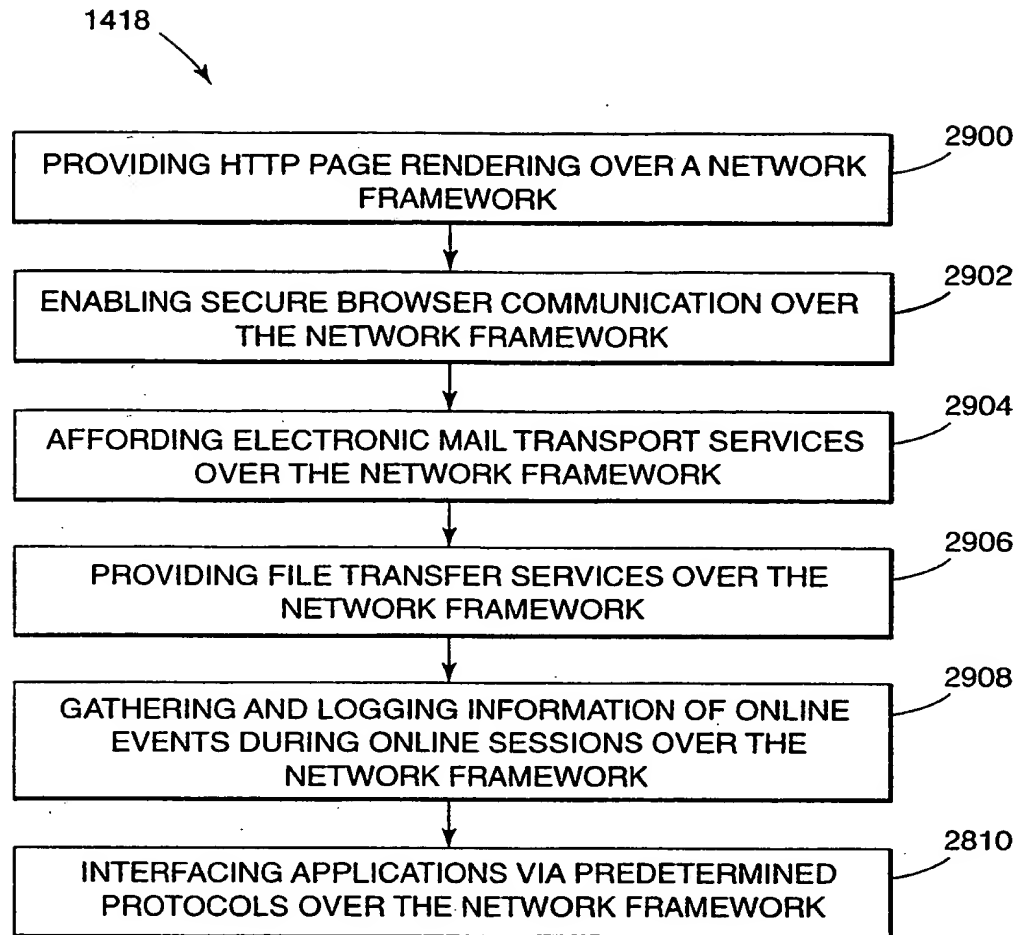 1418
2900
PROVIDING HTTP PAGE RENDERING OVER A NETWORK
FRAMEWORK
2902
ENABLING SECURE BROWSER COMMUNICATION OVER
THE NETWORK FRAMEWORK
2904
AFFORDING ELECTRONIC MAIL TRANSPORT SERVICES
OVER THE NETWORK FRAMEWORK
2906
PROVIDING FILE TRANSFER SERVICES OVER THE
NETWORK FRAMEWORK
2908
GATHERING AND LOGGING INFORMATION OF ONLINE
EVENTS DURING ONLINE SESSIONS OVER THE
NETWORK FRAMEWORK
2810
INTERFACING APPLICATIONS VIA PREDETERMINED
PROTOCOLS OVER THE NETWORK FRAMEWORK